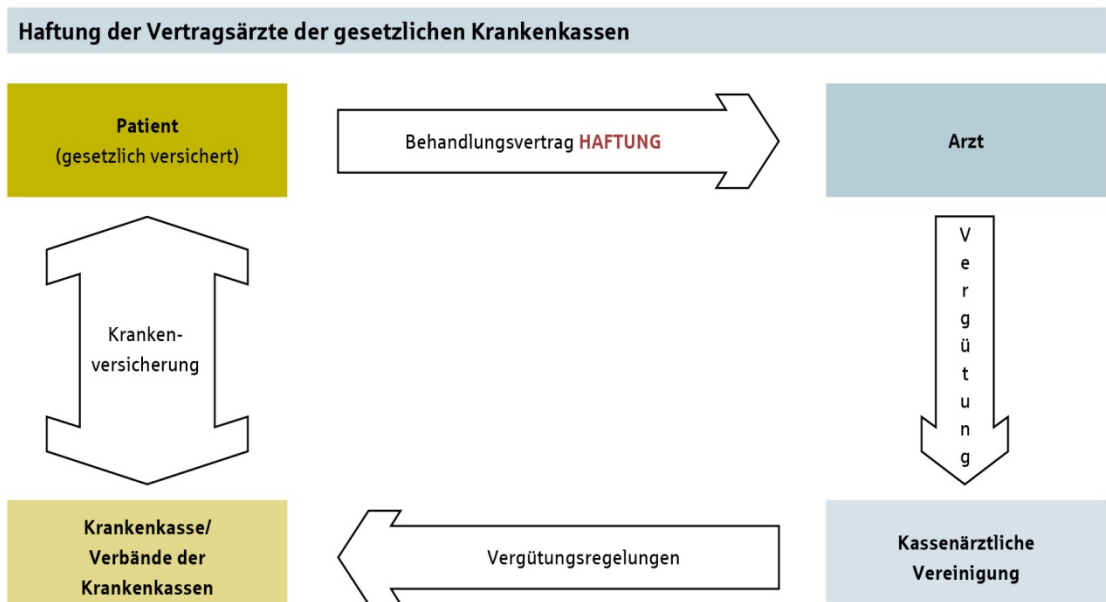 Haftung der Vertragsärzte der gesetzlichen Krankenkassen
Patient
(gesetzlich versichert)
Behandlungsvertrag HAFTUNG
Arzt
Kranken-
versicherung
Vergütung
Krankenkasse/
Verbände der
Krankenkassen
Vergütungsregelungen
Kassenärztliche
Vereinigung